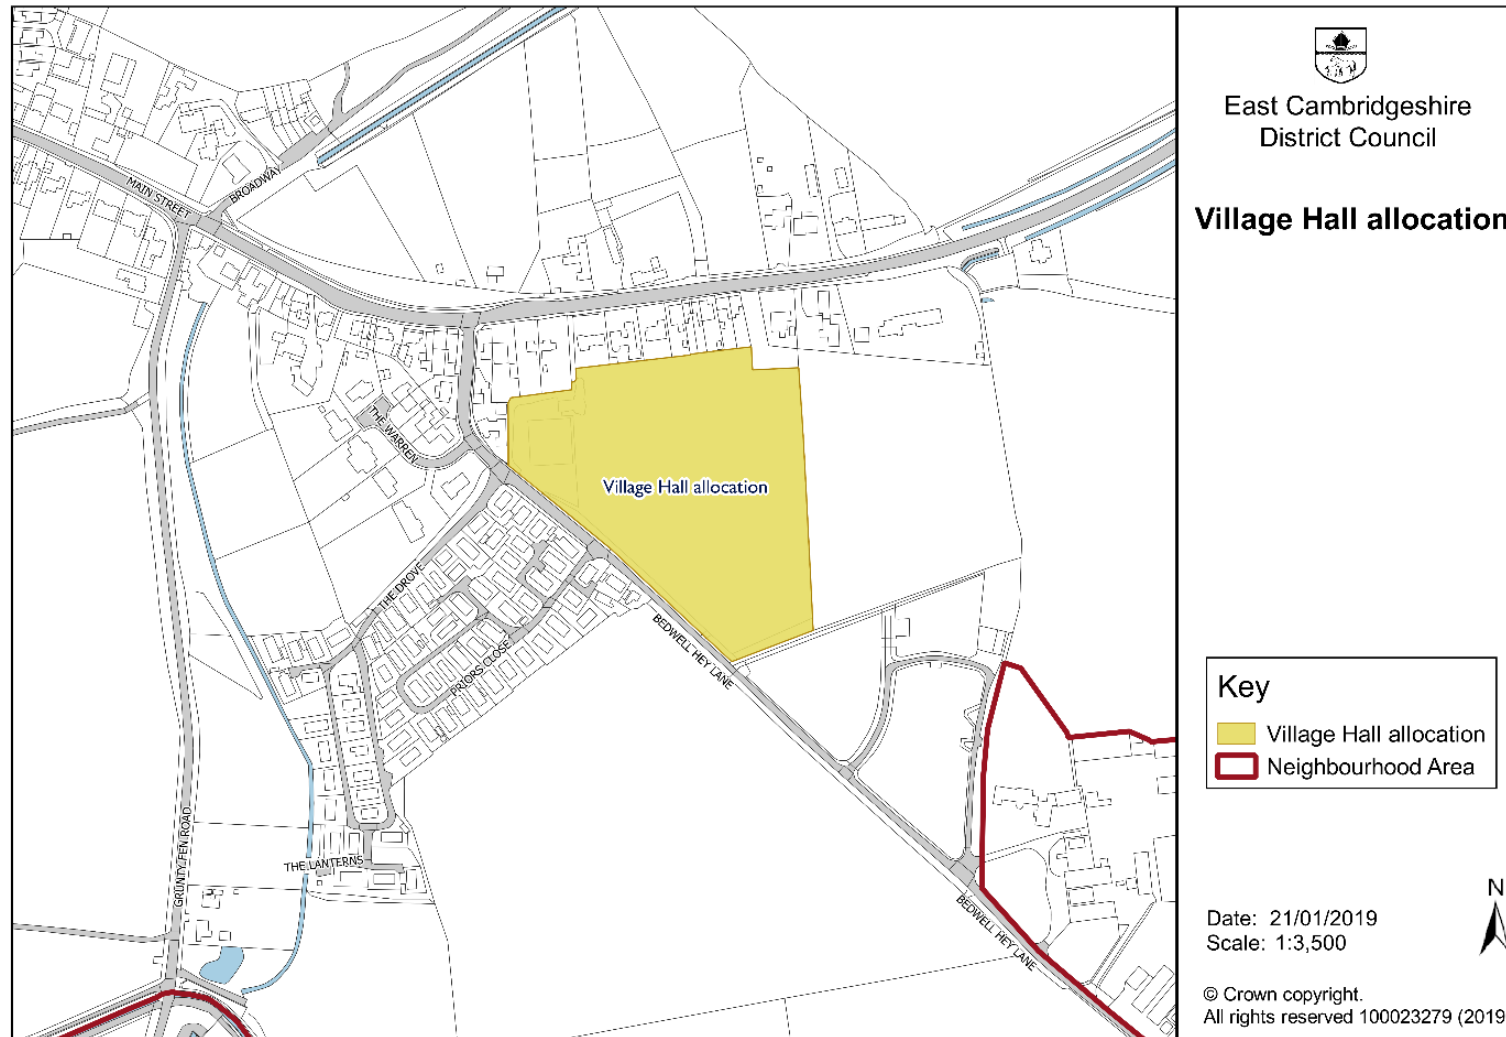 East Cambridgeshire
District Council
Village Hall allocation
MAIN STREET
BROADWAY
THE WARREN
Village Hall allocation
THE DROVE
PRIORS CLOSE
BEDWELL HEY LANE
GRUNTY FEN ROAD
THE LANTERNS
BEDWELL HEY LANE
Key
Village Hall allocation
Neighbourhood Area
N
Date: 21/01/2019
Scale: 1:3,500
© Crown copyright.
All rights reserved 100023279 (2019